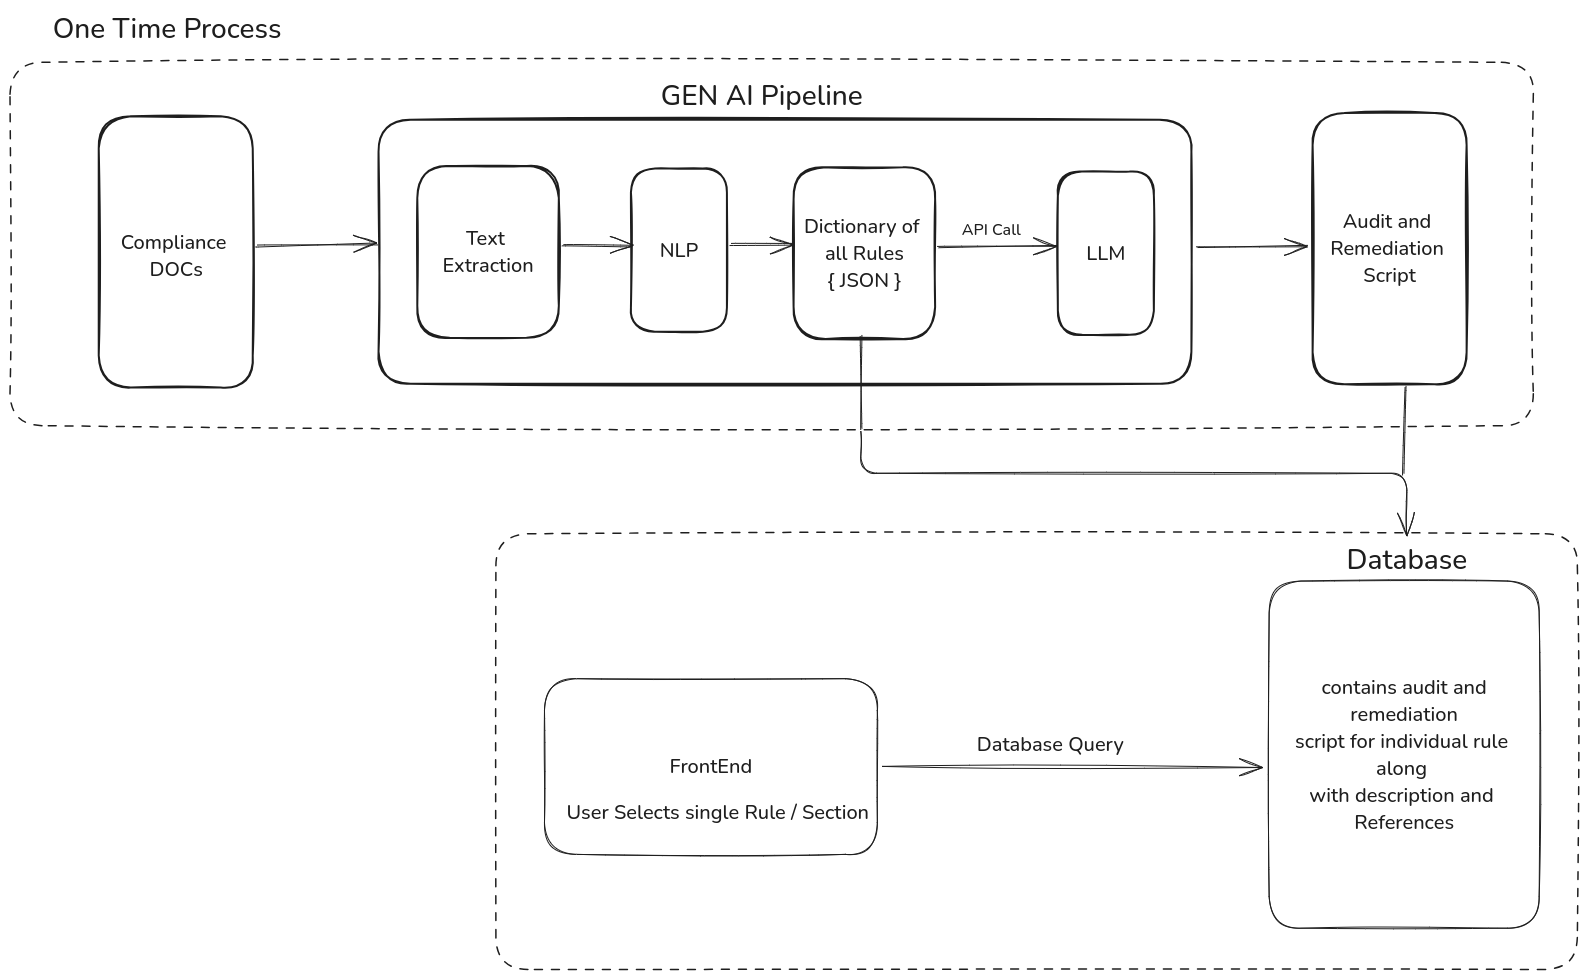 One Time Process
GEN AI Pipeline
Compliance
DOCs
Text
Extraction
NLP
Dictionary of
all Rules
{ JSON }
API Call
LLM
Audit and
Remediation
Script
Database
contains audit and
remediation
script for individual rule
along
with description and
References
FrontEnd
User Selects single Rule / Section
Database Query